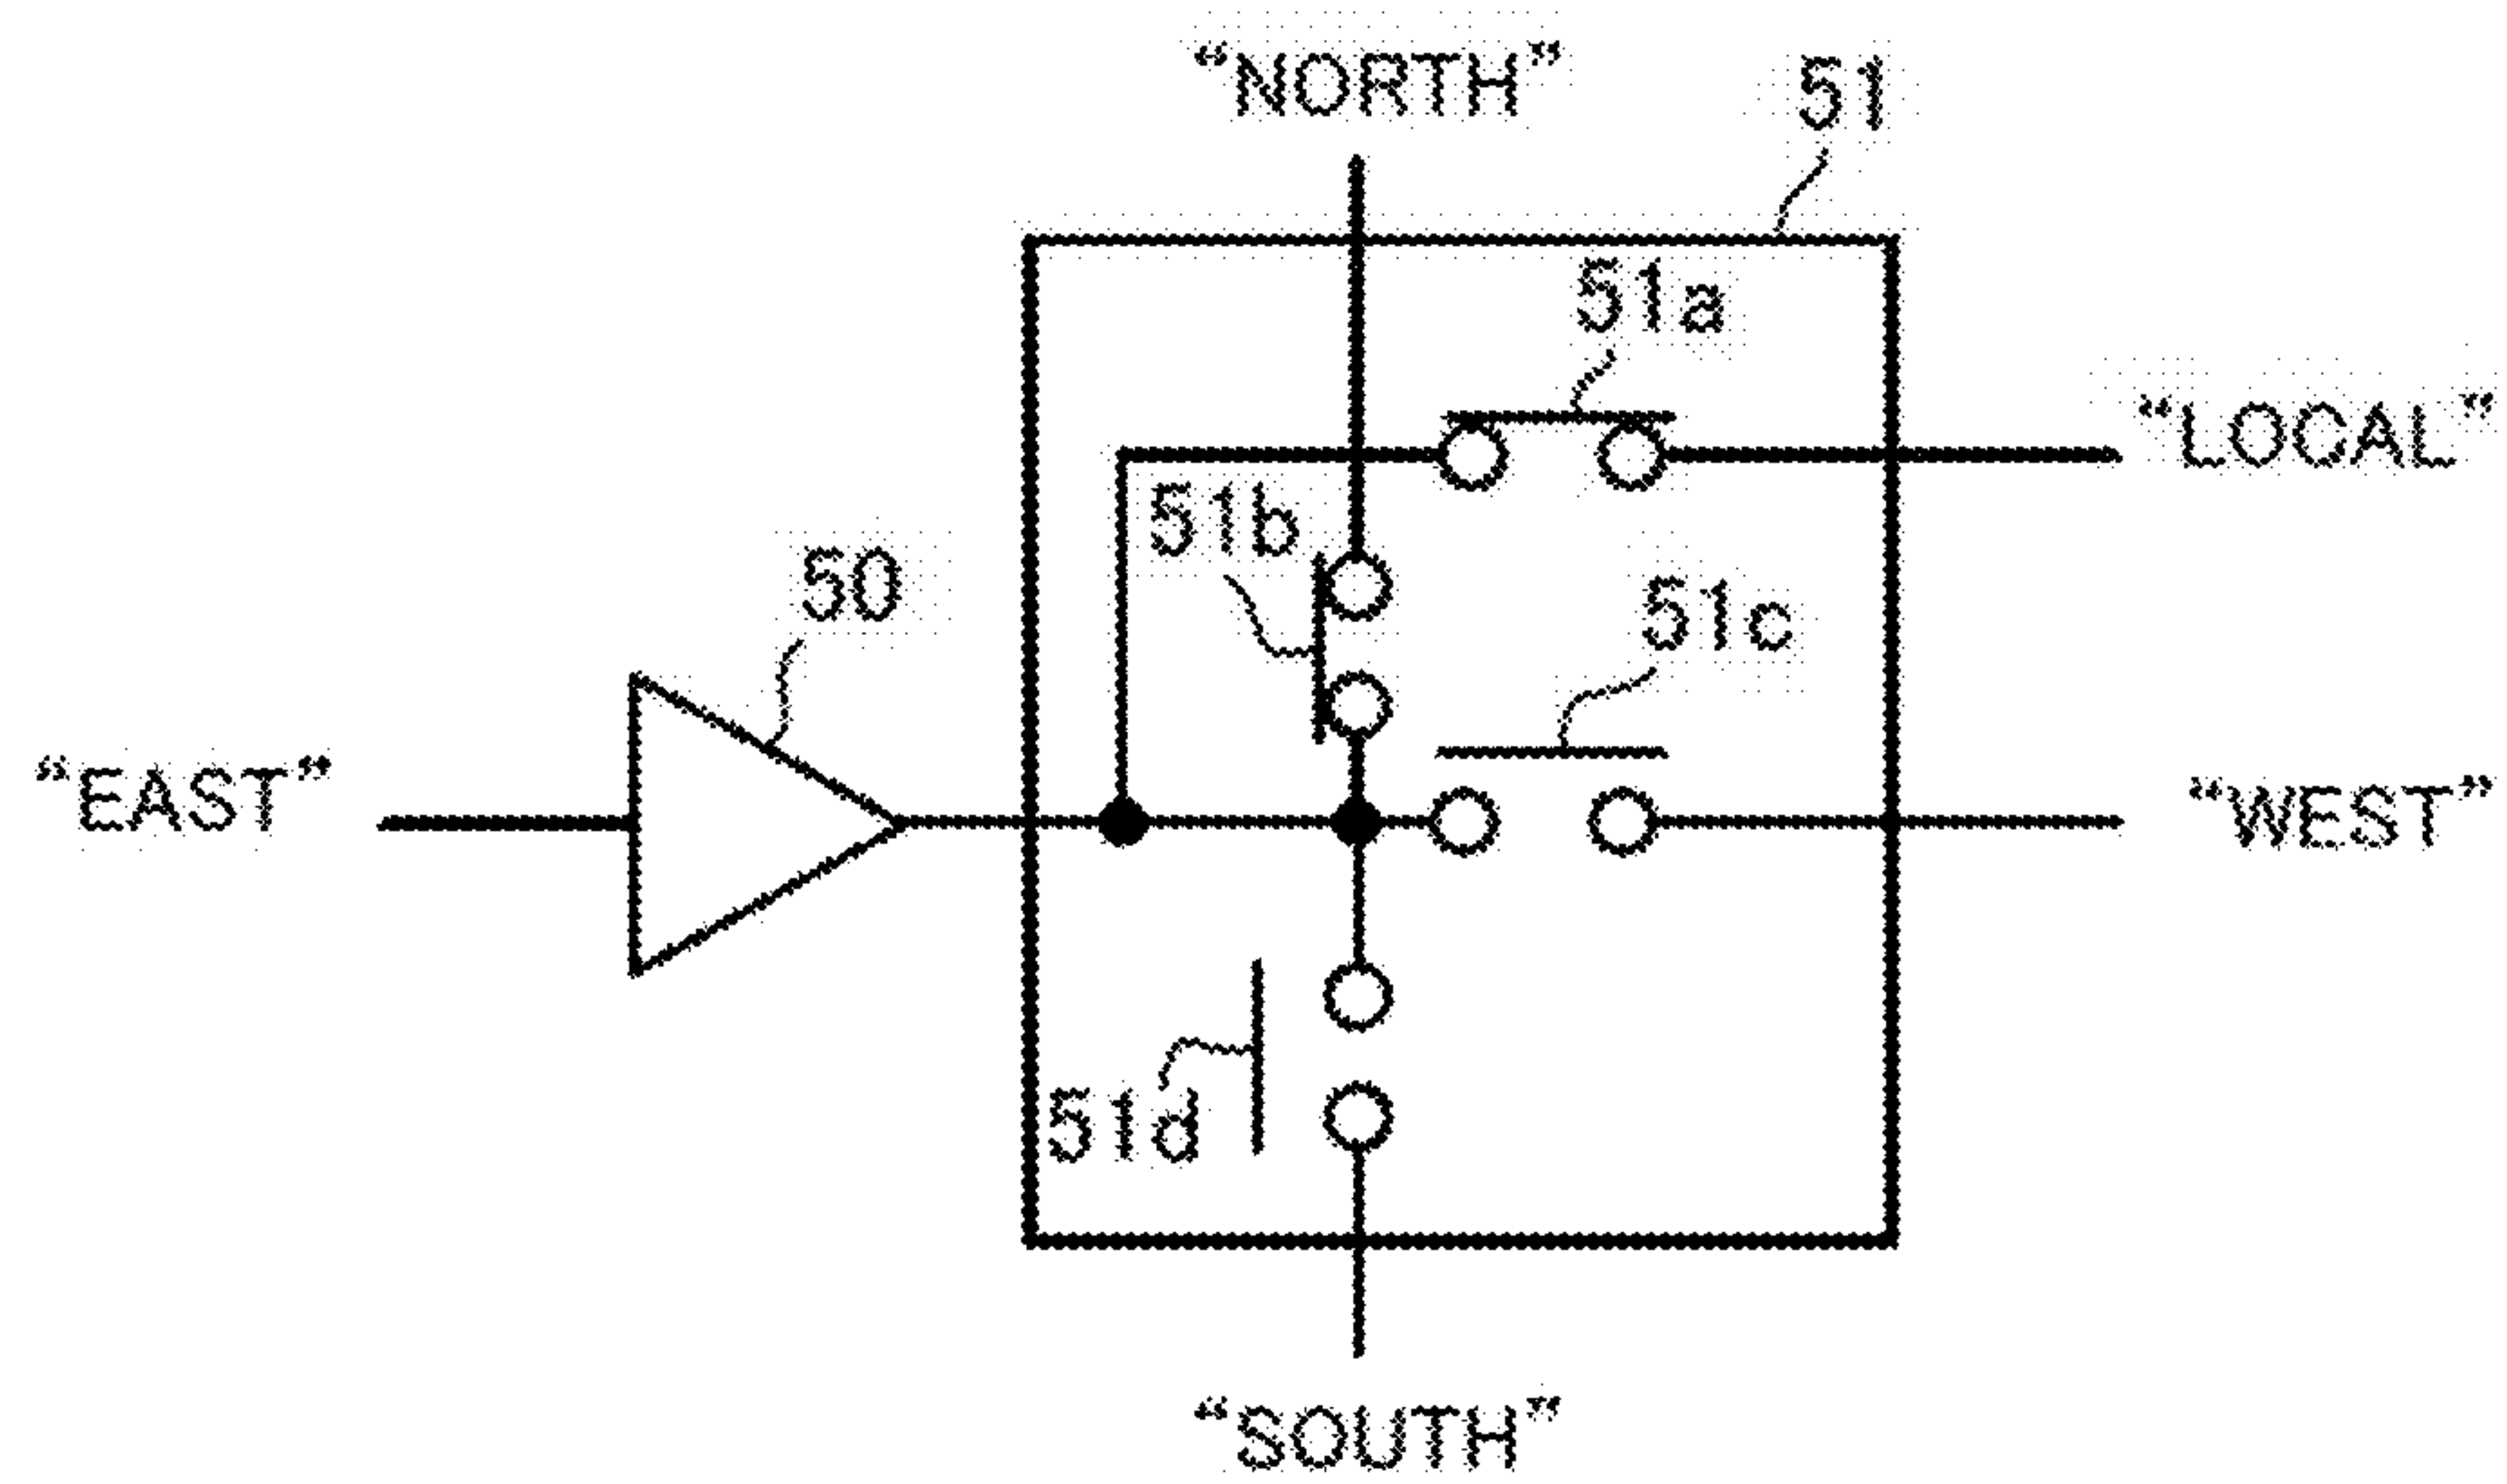 “NORTH”
51
51a
“LOCAL”
51b
50
51c
“EAST”
“WEST”
51d
“SOUTH”